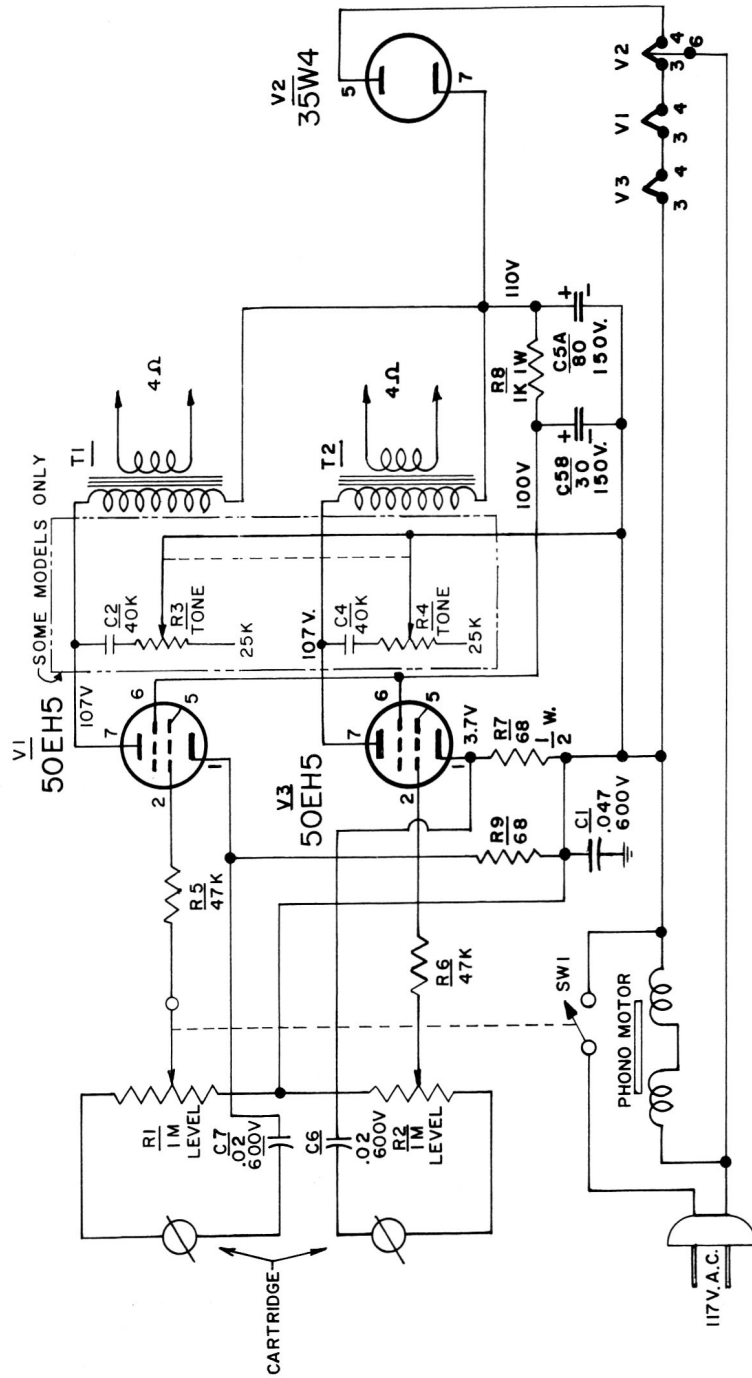 V1
50EH5
SOME MODELS ONLY
107V
7
6
5
2
1
C2
40K
R3
TONE
25K
T1
4Ω
V2
35W4
5
7
R5
47K
V3
50EH5
107V.
7
6
5
2
1
3.7V
C4
40K
R4
TONE
25K
T2
4Ω
110V
100V
R8
1K 1W
C5A
80
150V.
+
-
C5B
30
150V.
+
-
R7
68
1/2 W.
R9
68
C1
.047
600V
R6
47K
R1
1M
LEVEL
C7
.02
600V
C6
.02
600V
R2
1M
LEVEL
CARTRIDGE
SW1
PHONO MOTOR
117V.A.C.
V3
3 4
V1
3 4
V2
3 4
6